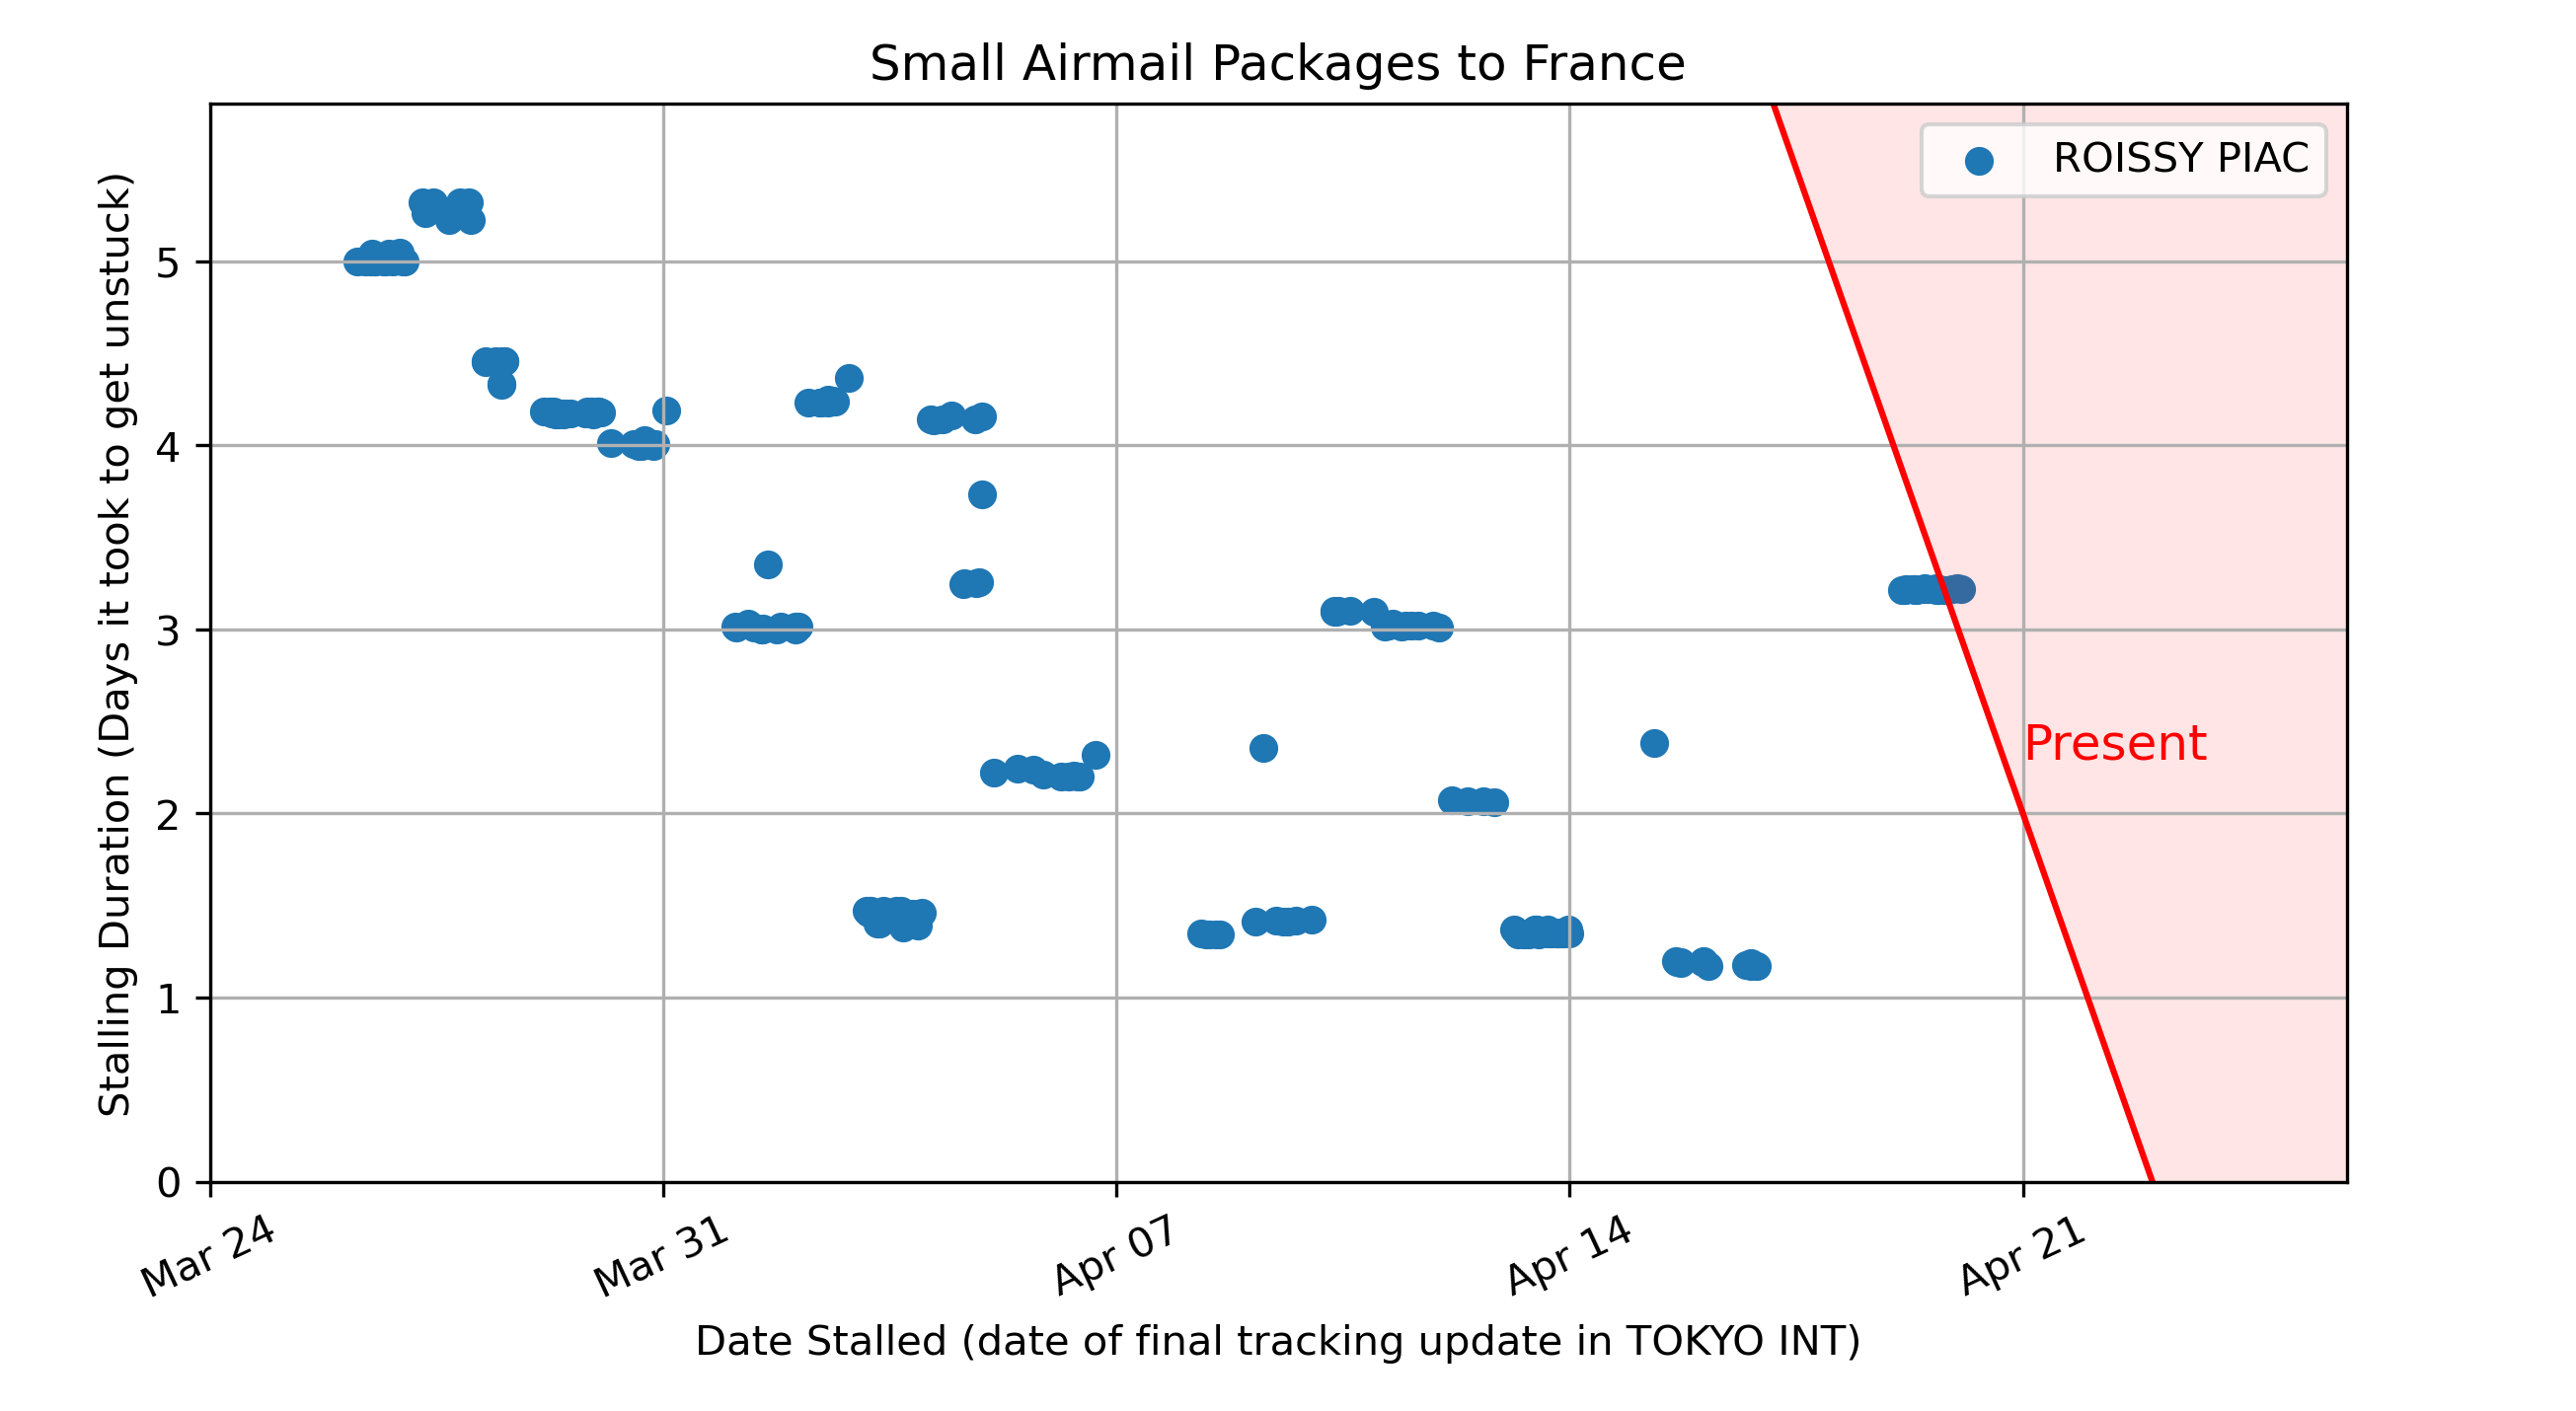 Small Airmail Packages to France
ROISSY PIAC
Stalling Duration (Days it took to get unstuck)
5
4
3
2
1
0
Present
Mar 24
Mar 31
Apr 07
Apr 14
Apr 21
Date Stalled (date of final tracking update in TOKYO INT)